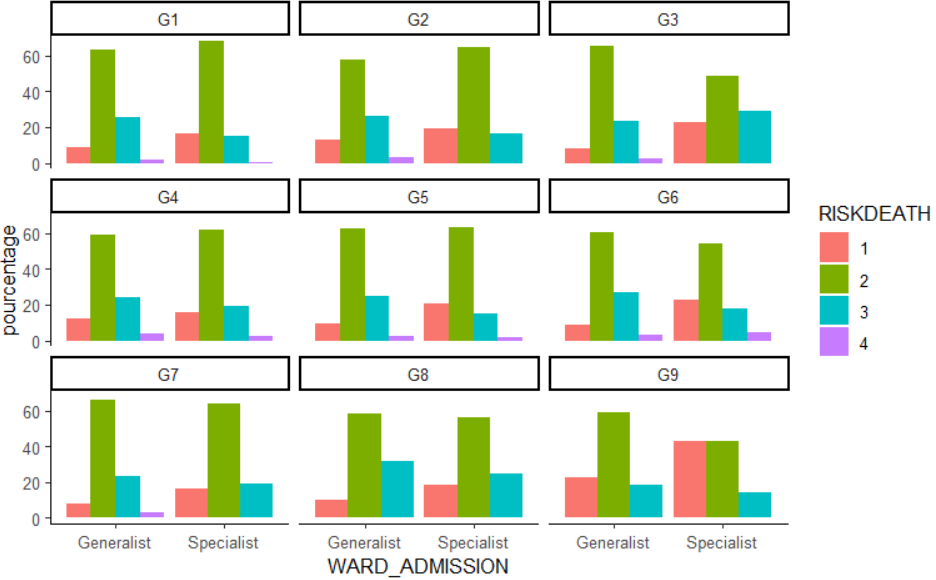 G1
G2
G3
60
40
20
0
G4
G5
G6
60
40
20
0
G7
G8
G9
60
40
20
0
Generalist
Specialist
Generalist
Specialist
Generalist
Specialist
WARD_ADMISSION
pourcentage
RISKDEATH
1
2
3
4